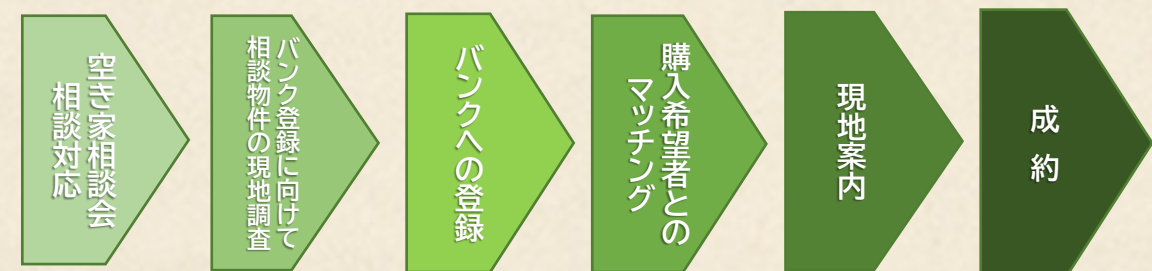 空き家相談会
相談対応
バンク登録に向けて
相談物件の現地調査
バンクへの登録
購入希望者との
マッチング
現地案内
成約